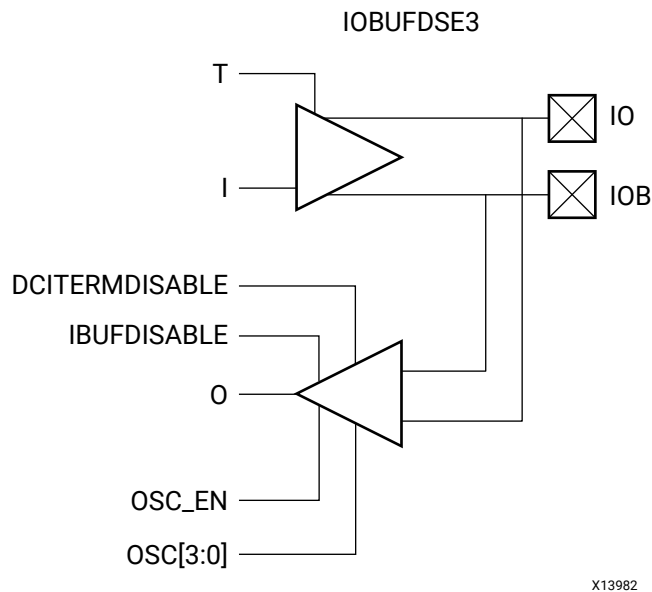 IOBUFDSE3
T
IO
I
IOB
DCITERMDISABLE
IBUFDISABLE
O
OSC_EN
OSC[3:0]
X13982